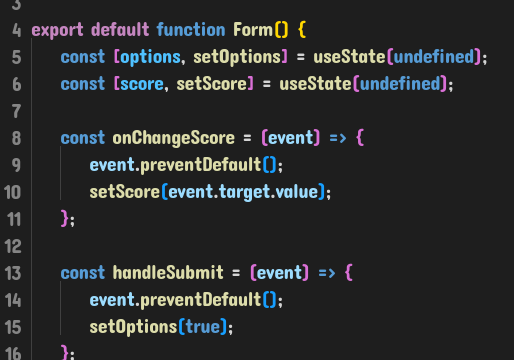 3
4 export default function Form() {
5 const [options, setOptions] = useState(undefined);
6 const [score, setScore] = useState(undefined);
7
8 const onChangeScore = (event) => {
9 event.preventDefault();
10 setScore(event.target.value);
11 };
12
13 const handleSubmit = (event) => {
14 event.preventDefault();
15 setOptions(true);
16 };